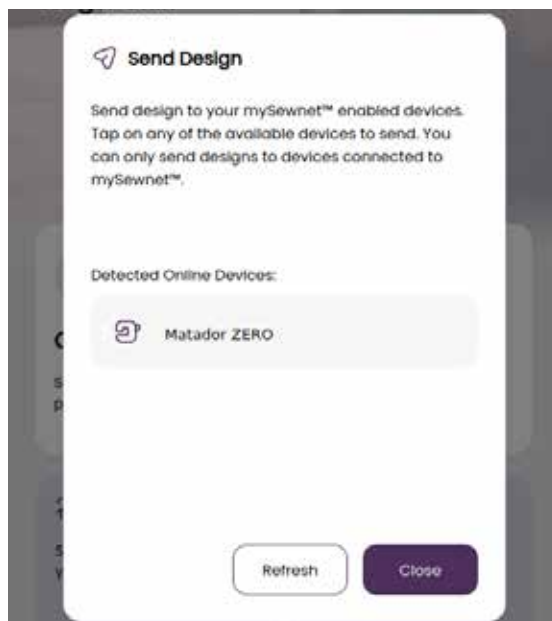 Send Design
Send design to your mySewnet™ enabled devices.
Tap on any of the available devices to send. You
can only send designs to devices connected to
mySewnet™.
Detected Online Devices:
Matador ZERO
Refresh
Close